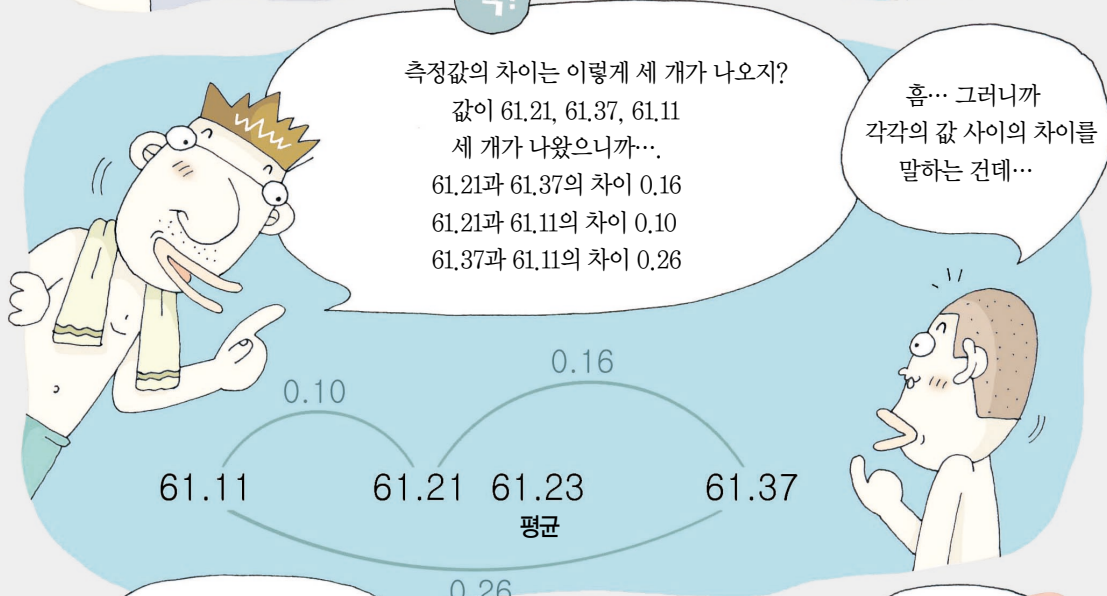 측정값의 차이는 이렇게 세 개가 나오지?
값이 61.21, 61.37, 61.11
세 개가 나왔으니까….
61.21과 61.37의 차이 0.16
61.21과 61.11의 차이 0.10
61.37과 61.11의 차이 0.26
흠… 그러니까
각각의 값 사이의 차이를
말하는 건데…
0.10
0.16
61.11 61.21 61.23 61.37
평균
0.26